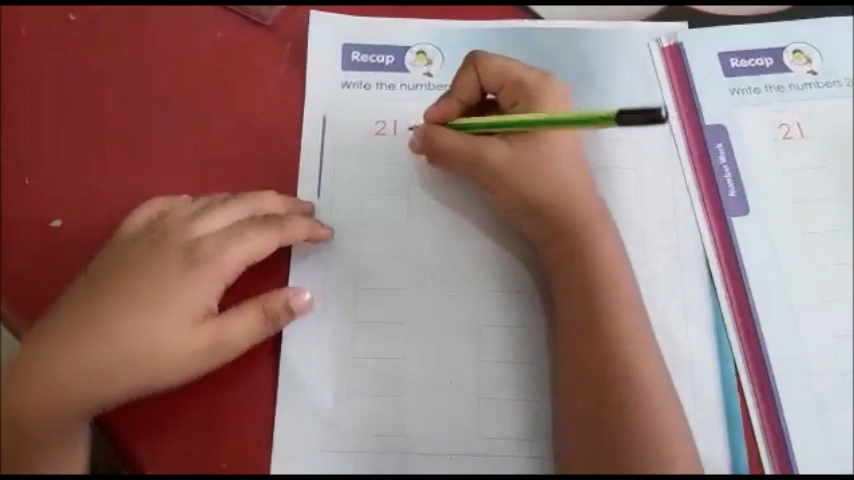 Recap
Write the number
21
Recap
Write the numbers 2
21
Number Work